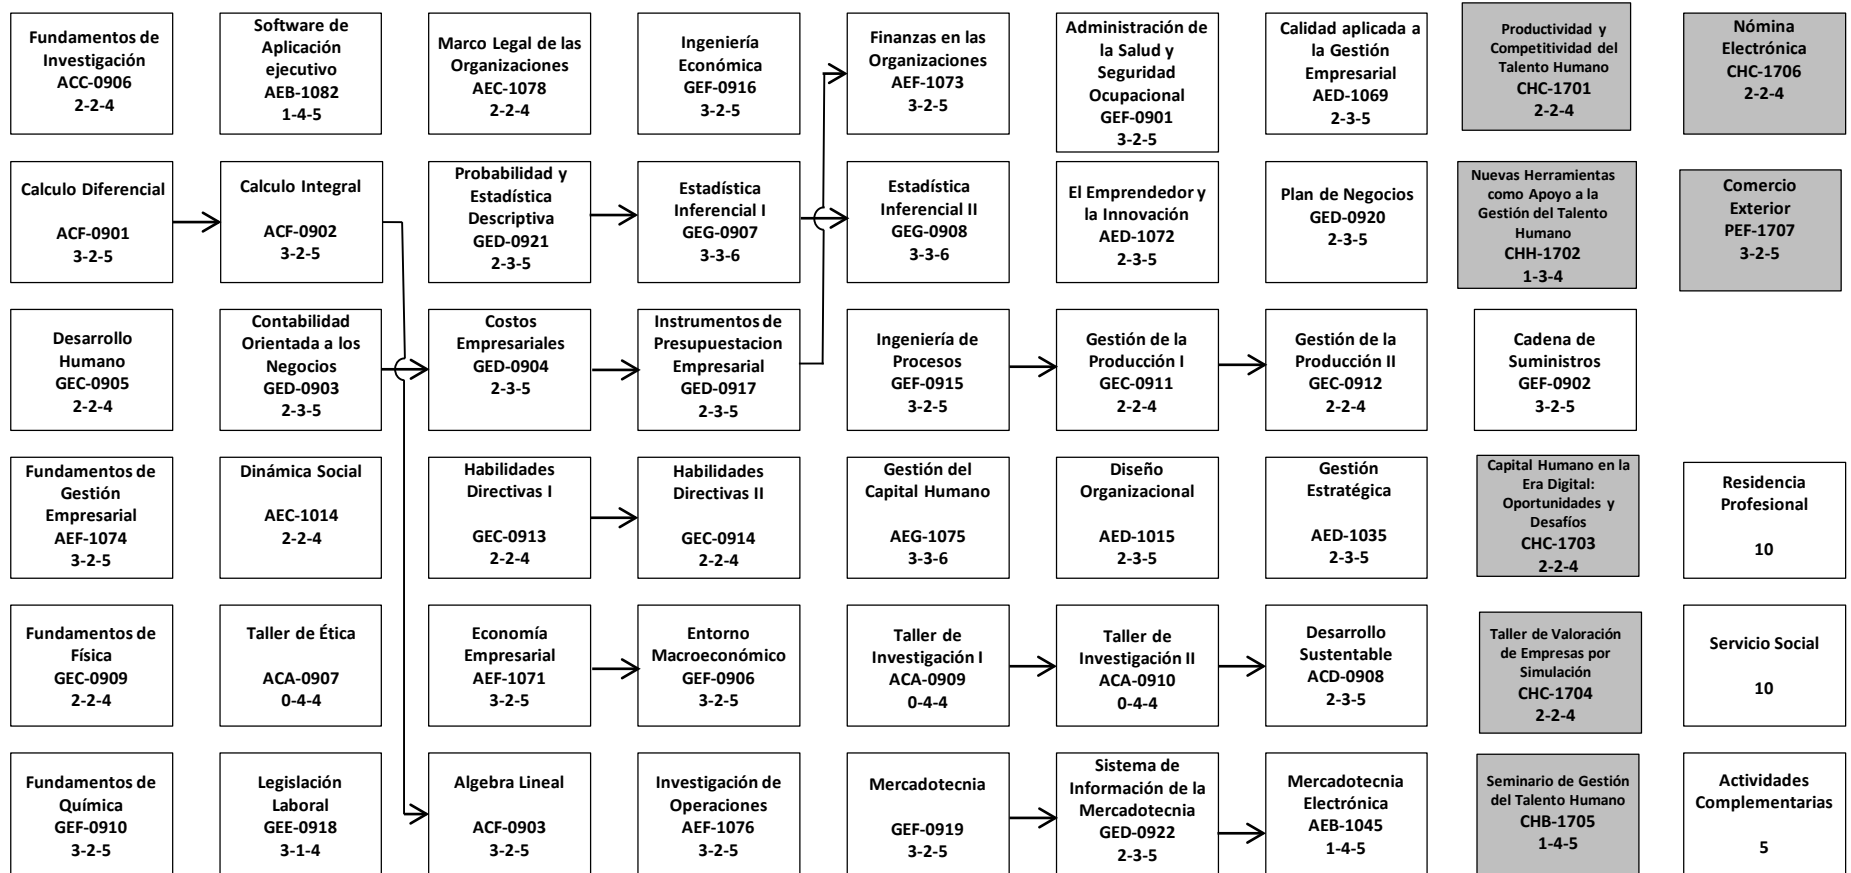 Fundamentos de
Investigación
ACC-0906
2-2-4
Software de
Aplicación
ejecutivo
AEB-1082
1-4-5
Marco Legal de las
Organizaciones
AEC-1078
2-2-4
Ingeniería
Económica
GEF-0916
3-2-5
Finanzas en las
Organizaciones
AEF-1073
3-2-5
Administración de
la Salud y
Seguridad
Ocupacional
GEF-0901
3-2-5
Calidad aplicada a
la Gestión
Empresarial
AED-1069
2-3-5
Productividad y
Competitividad del
Talento Humano
CHC-1701
2-2-4
Nómina
Electrónica
CHC-1706
2-2-4
Calculo Diferencial
ACF-0901
3-2-5
Calculo Integral
ACF-0902
3-2-5
Probabilidad y
Estadística
Descriptiva
GED-0921
2-3-5
Estadística
Inferencial I
GEG-0907
3-3-6
Estadística
Inferencial II
GEG-0908
3-3-6
El Emprendedor y
la Innovación
AED-1072
2-3-5
Plan de Negocios
GED-0920
2-3-5
Nuevas Herramientas
como Apoyo a la
Gestión del Talento
Humano
CHH-1702
1-3-4
Comercio
Exterior
PEF-1707
3-2-5
Desarrollo
Humano
GEC-0905
2-2-4
Contabilidad
Orientada a los
Negocios
GED-0903
2-3-5
Costos
Empresariales
GED-0904
2-3-5
Instrumentos de
Presupuestacion
Empresarial
GED-0917
2-3-5
Ingeniería de
Procesos
GEF-0915
3-2-5
Gestión de la
Producción I
GEC-0911
2-2-4
Gestión de la
Producción II
GEC-0912
2-2-4
Cadena de
Suministros
GEF-0902
3-2-5
Fundamentos de
Gestión
Empresarial
AEF-1074
3-2-5
Dinámica Social
AEC-1014
2-2-4
Habilidades
Directivas I
GEC-0913
2-2-4
Habilidades
Directivas II
GEC-0914
2-2-4
Gestión del
Capital Humano
AEG-1075
3-3-6
Diseño
Organizacional
AED-1015
2-3-5
Gestión
Estratégica
AED-1035
2-3-5
Capital Humano en la
Era Digital:
Oportunidades y
Desafíos
CHC-1703
2-2-4
Residencia
Profesional
10
Fundamentos de
Física
GEC-0909
2-2-4
Taller de Ética
ACA-0907
0-4-4
Economía
Empresarial
AEF-1071
3-2-5
Entorno
Macroeconómico
GEF-0906
3-2-5
Taller de
Investigación I
ACA-0909
0-4-4
Taller de
Investigación II
ACA-0910
0-4-4
Desarrollo
Sustentable
ACD-0908
2-3-5
Taller de Valoración
de Empresas por
Simulación
CHC-1704
2-2-4
Servicio Social
10
Fundamentos de
Química
GEF-0910
3-2-5
Legislación
Laboral
GEE-0918
3-1-4
Algebra Lineal
ACF-0903
3-2-5
Investigación de
Operaciones
AEF-1076
3-2-5
Mercadotecnia
GEF-0919
3-2-5
Sistema de
Información de la
Mercadotecnia
GED-0922
2-3-5
Mercadotecnia
Electrónica
AEB-1045
1-4-5
Seminario de Gestión
del Talento Humano
CHB-1705
1-4-5
Actividades
Complementarias
5